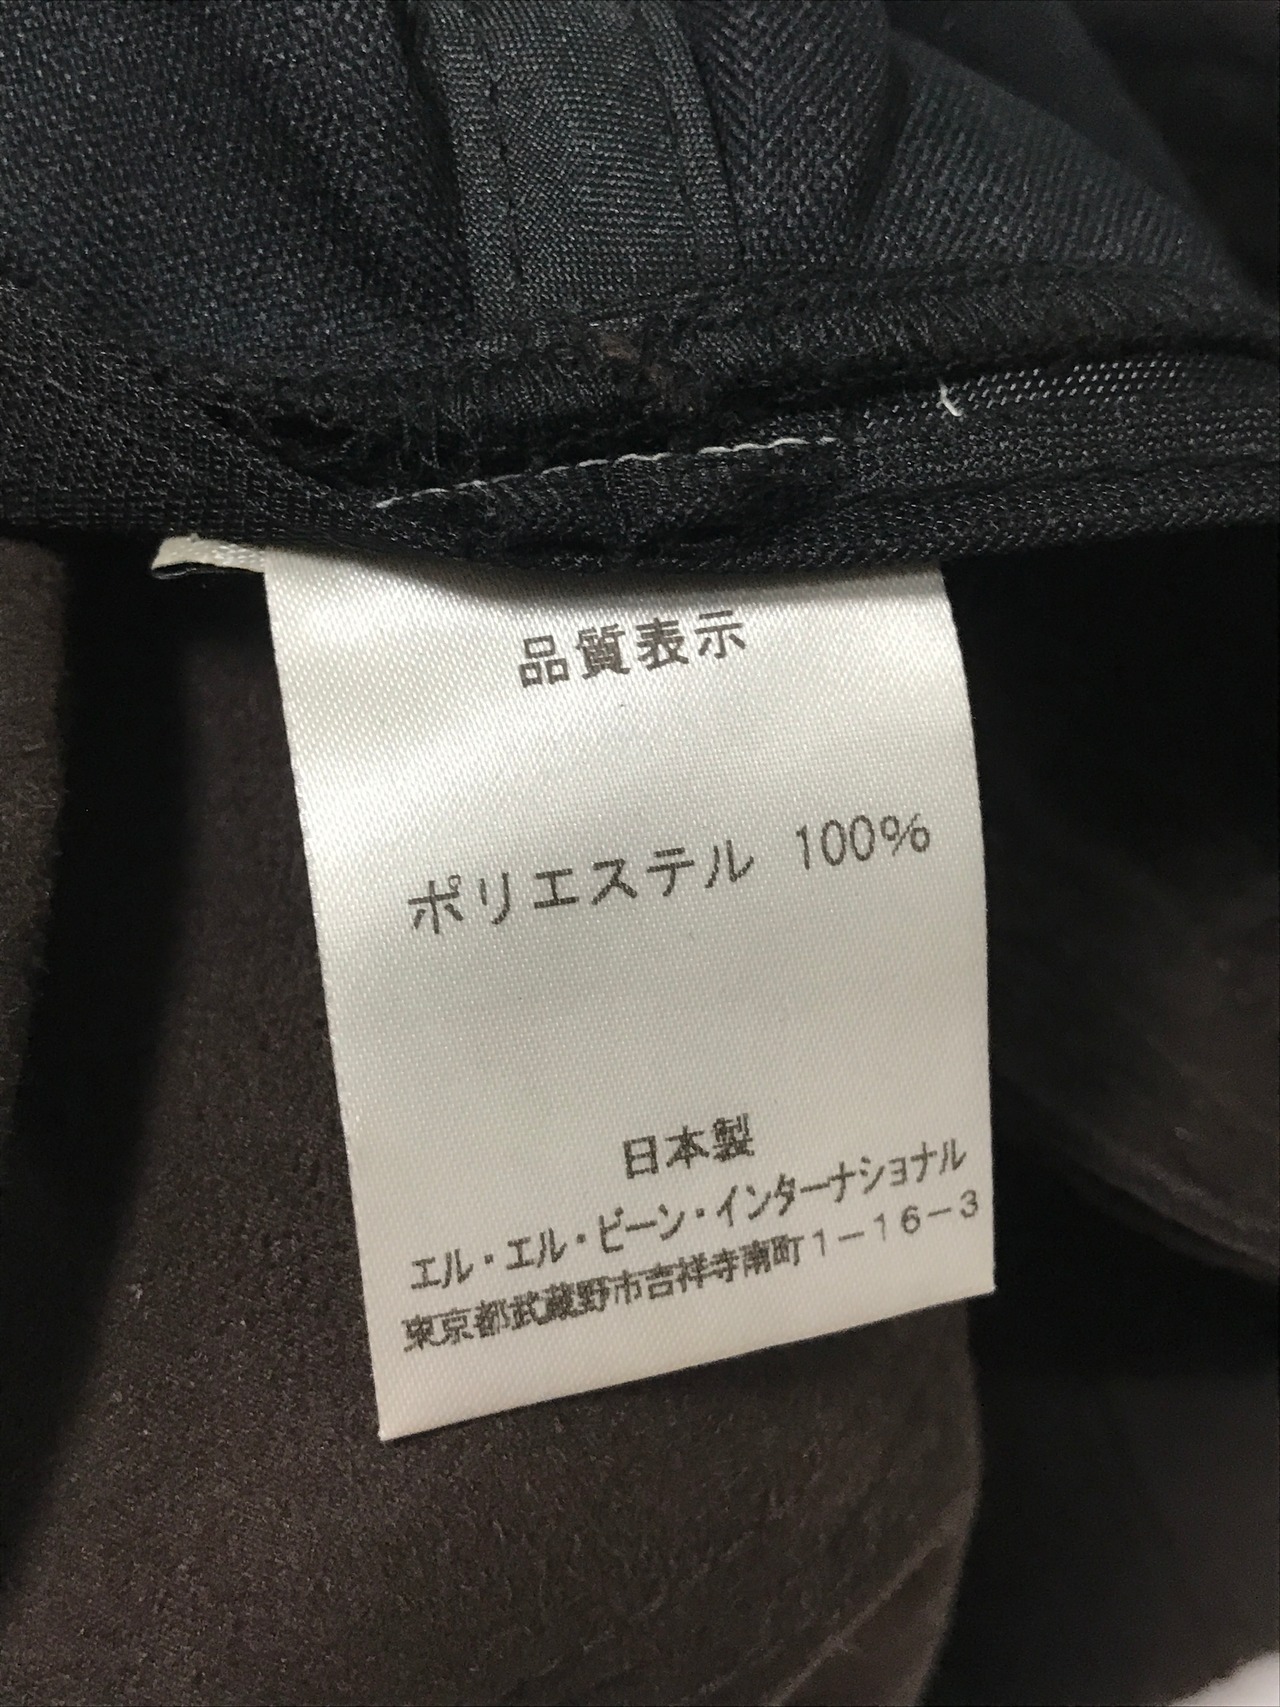 品質表示
ポリエステル 100%
日本製
エル・エル・ビーン・インターナショナル
東京都武蔵野市吉祥寺南町1－16－3